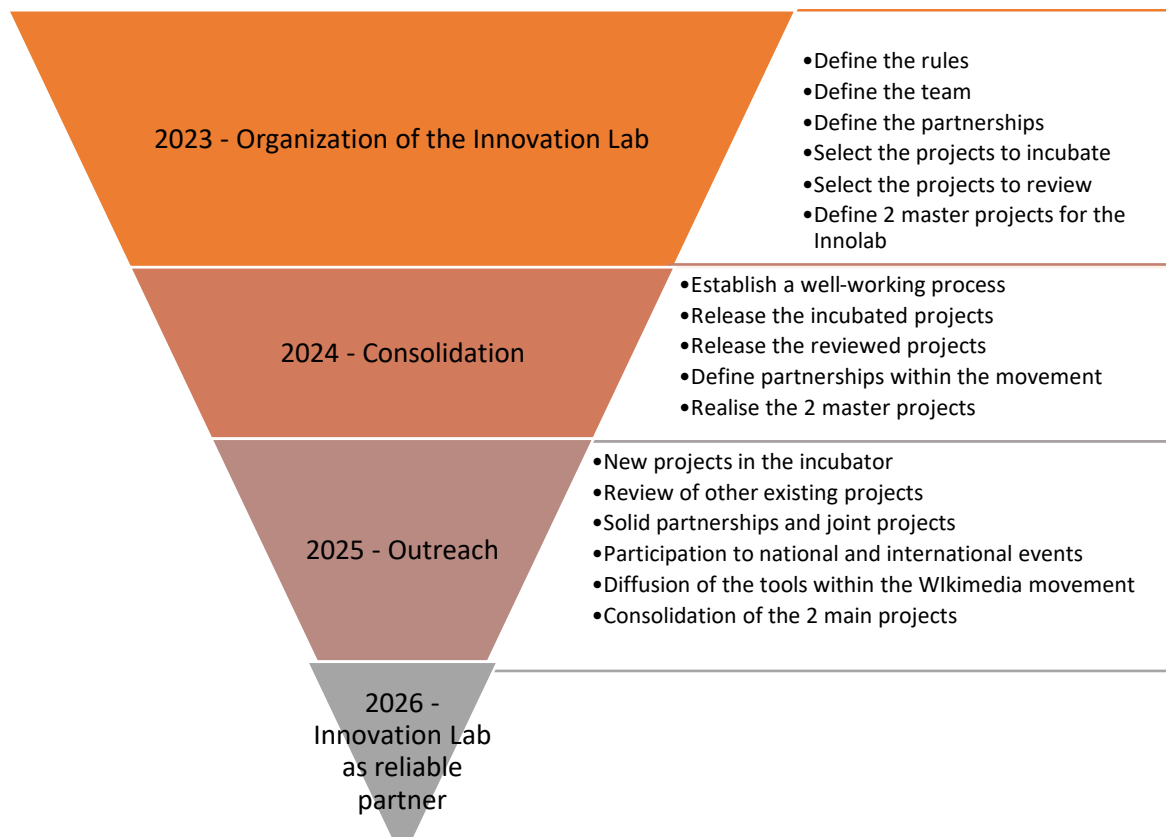 2023 - Organization of the Innovation Lab
•Define the rules
•Define the team
•Define the partnerships
•Select the projects to incubate
•Select the projects to review
•Define 2 master projects for the
Innolab
2024 - Consolidation
•Establish a well-working process
•Release the incubated projects
•Release the reviewed projects
•Define partnerships within the movement
•Realise the 2 master projects
2025 - Outreach
•New projects in the incubator
•Review of other existing projects
•Solid partnerships and joint projects
•Participation to national and international events
•Diffusion of the tools within the WIkimedia movement
•Consolidation of the 2 main projects
2026 -
Innovation Lab
as reliable
partner